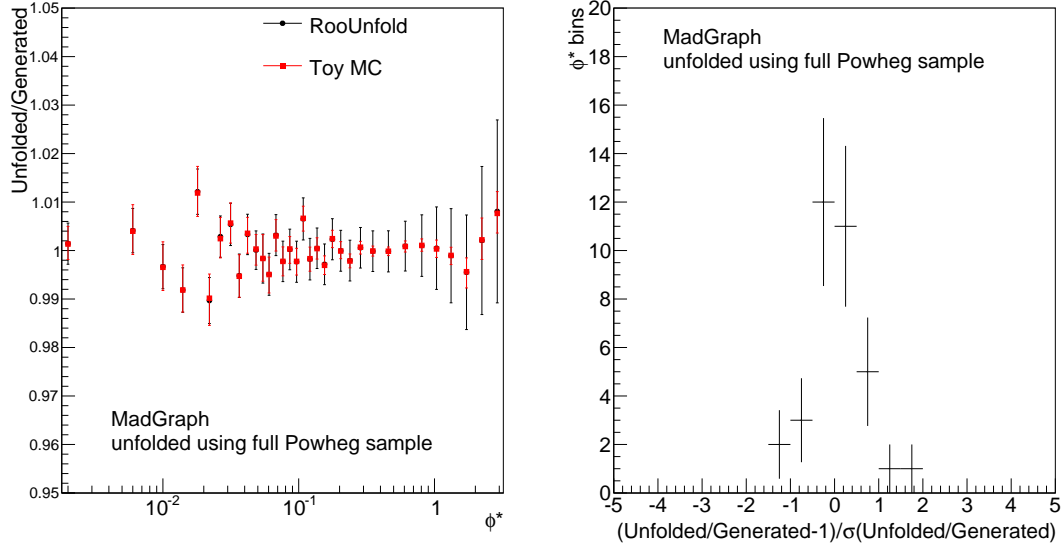 1.05
1.04
1.03
1.02
1.01
1
0.99
0.98
0.97
0.96
0.95
Unfolded/Generated
RooUnfold
Toy MC
MadGraph
unfolded using full Powheg sample
10^-2
10^-1
1
ϕ*
20
18
16
14
12
10
8
6
4
2
0
ϕ* bins
MadGraph
unfolded using full Powheg sample
-5 -4 -3 -2 -1 0 1 2 3 4 5
(Unfolded/Generated-1)/σ(Unfolded/Generated)